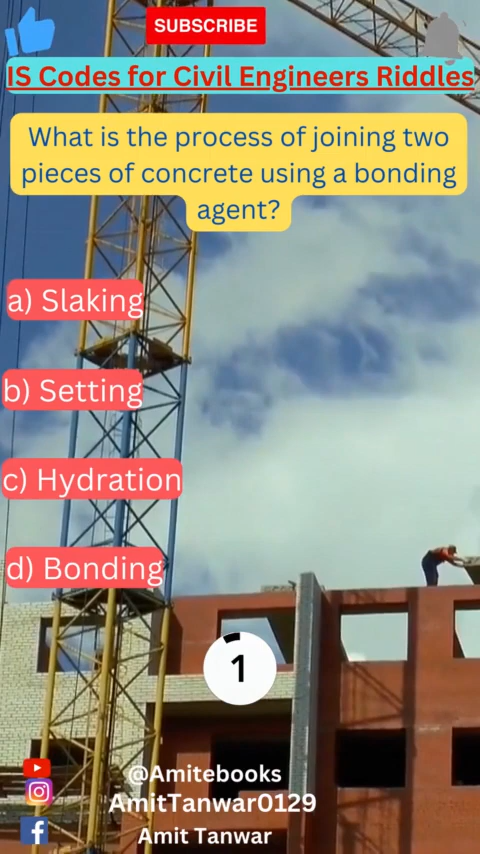 SUBSCRIBE
IS Codes for Civil Engineers Riddles
What is the process of joining two
pieces of concrete using a bonding
agent?
a) Slaking
b) Setting
c) Hydration
d) Bonding
1
@Amitebooks
AmitTanwar0129
Amit Tanwar